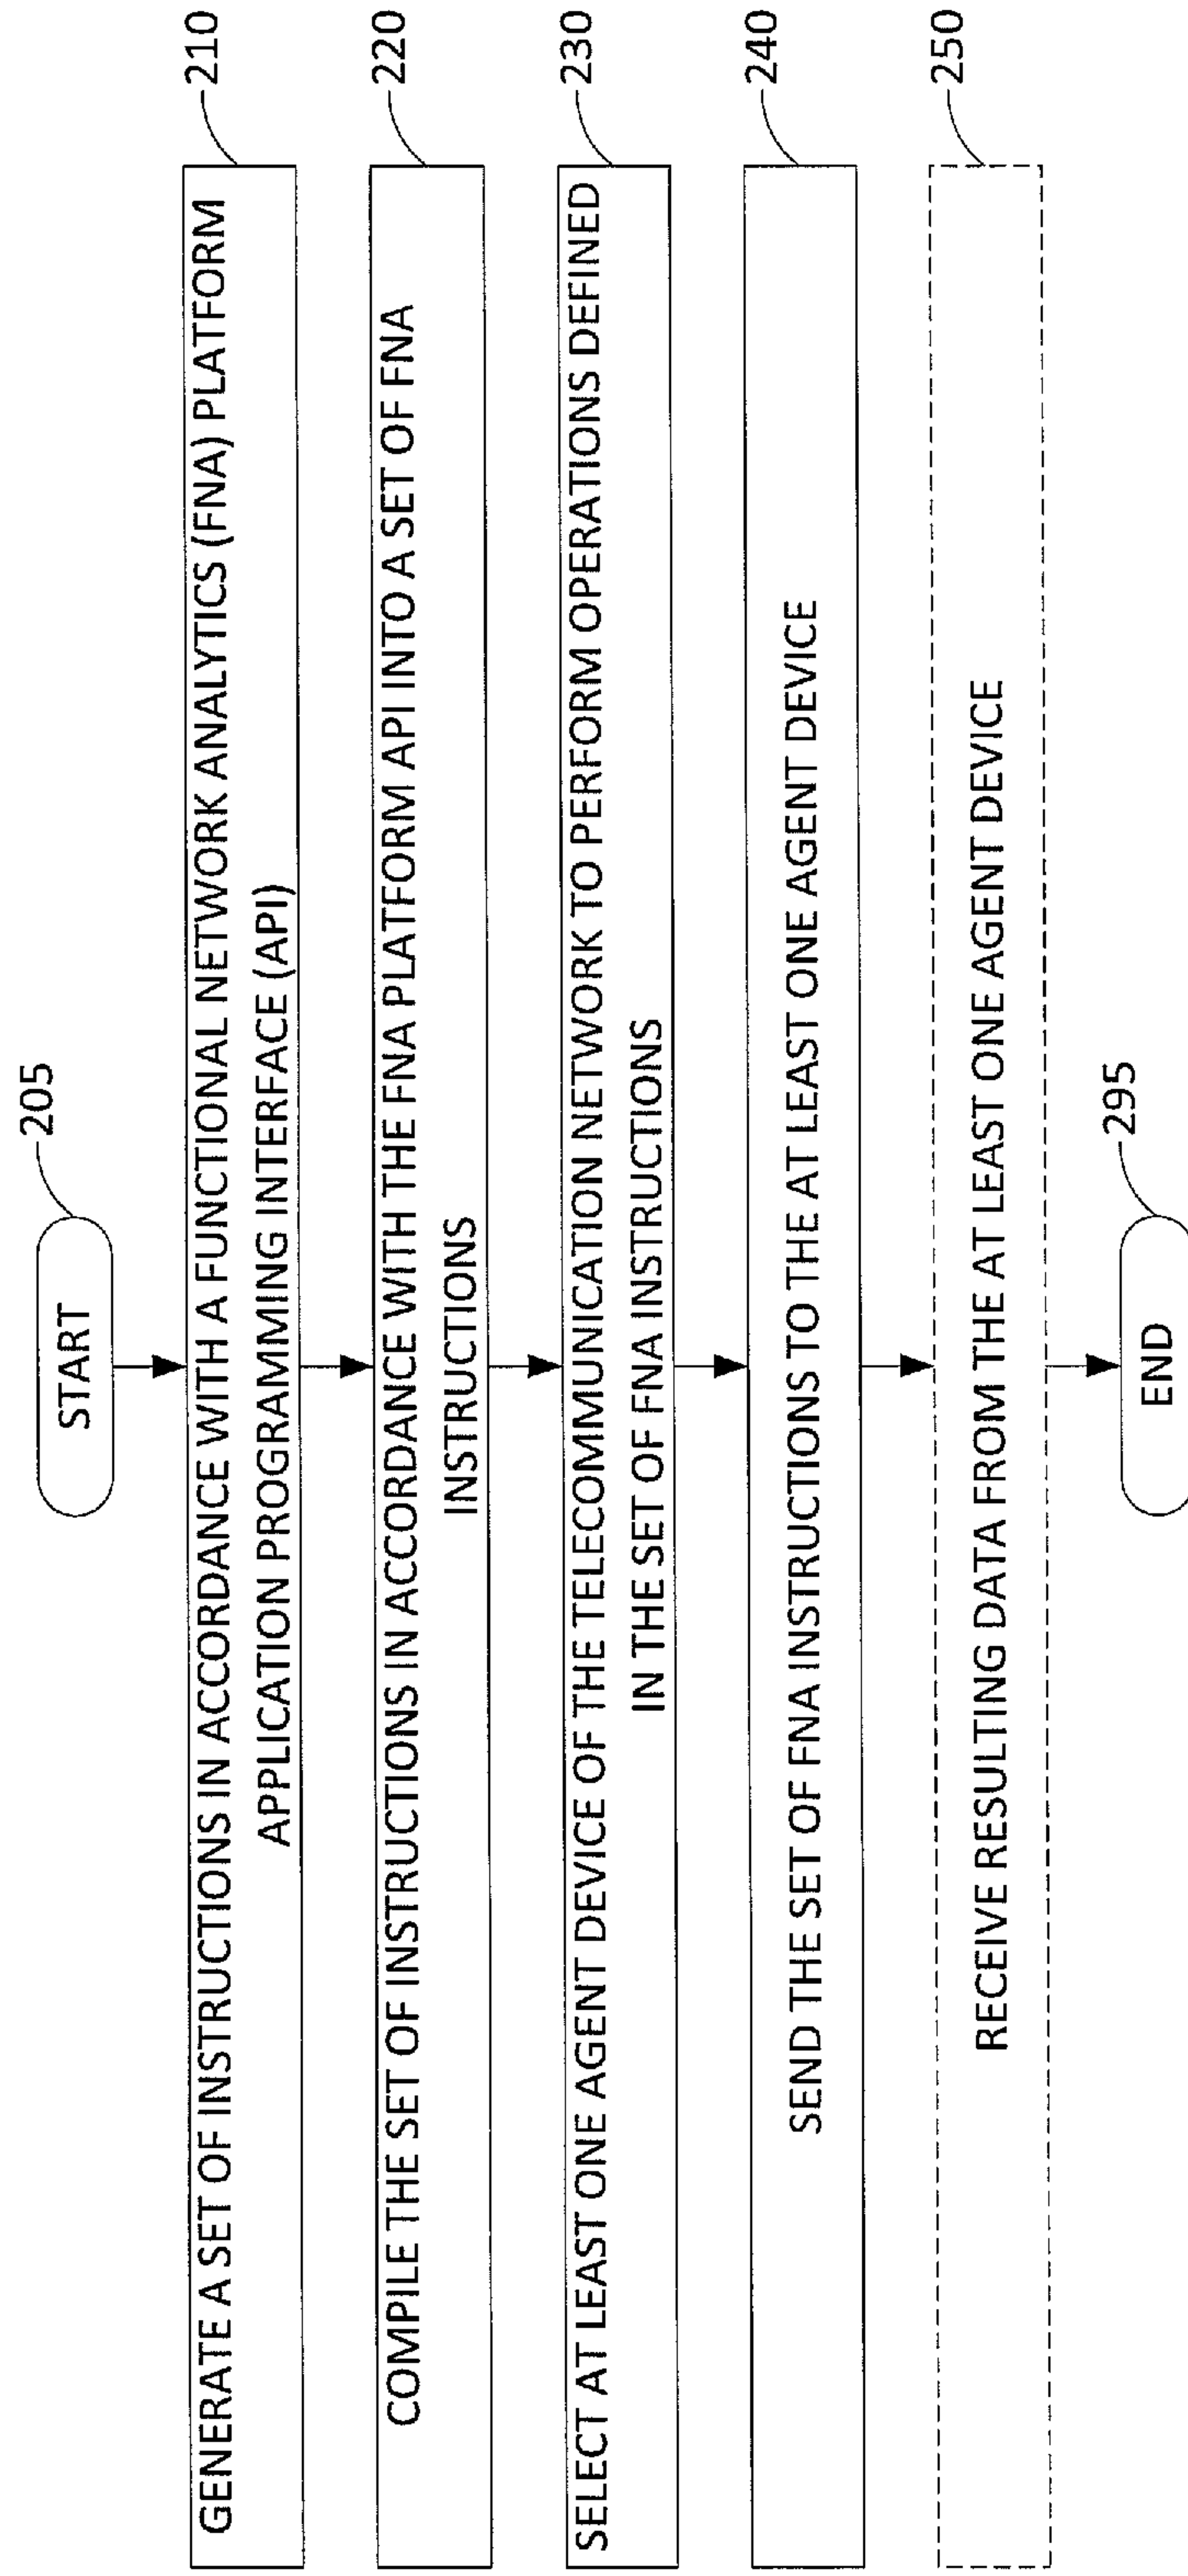 205
START
210
GENERATE A SET OF INSTRUCTIONS IN ACCORDANCE WITH A FUNCTIONAL NETWORK ANALYTICS (FNA) PLATFORM
APPLICATION PROGRAMMING INTERFACE (API)
220
COMPILE THE SET OF INSTRUCTIONS IN ACCORDANCE WITH THE FNA PLATFORM API INTO A SET OF FNA
INSTRUCTIONS
230
SELECT AT LEAST ONE AGENT DEVICE OF THE TELECOMMUNICATION NETWORK TO PERFORM OPERATIONS DEFINED
IN THE SET OF FNA INSTRUCTIONS
240
SEND THE SET OF FNA INSTRUCTIONS TO THE AT LEAST ONE AGENT DEVICE
250
RECEIVE RESULTING DATA FROM THE AT LEAST ONE AGENT DEVICE
295
END